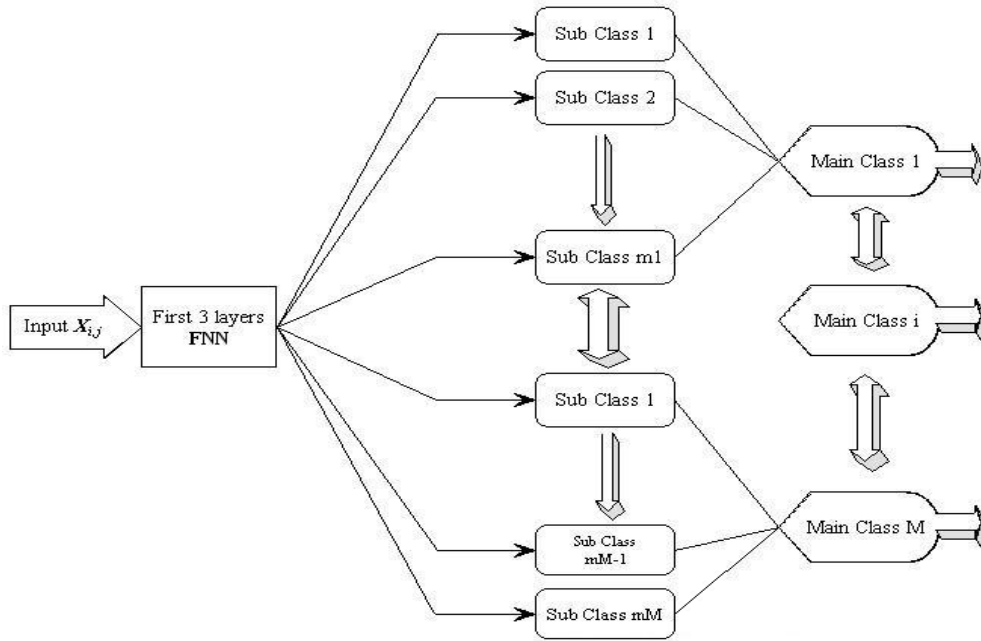 Sub Class 1
Sub Class 2
Main Class 1
Sub Class m1
Input X_{i,j}
First 3 layers
FNN
Main Class i
Sub Class 1
Main Class M
Sub Class
mM-1
Sub Class mM